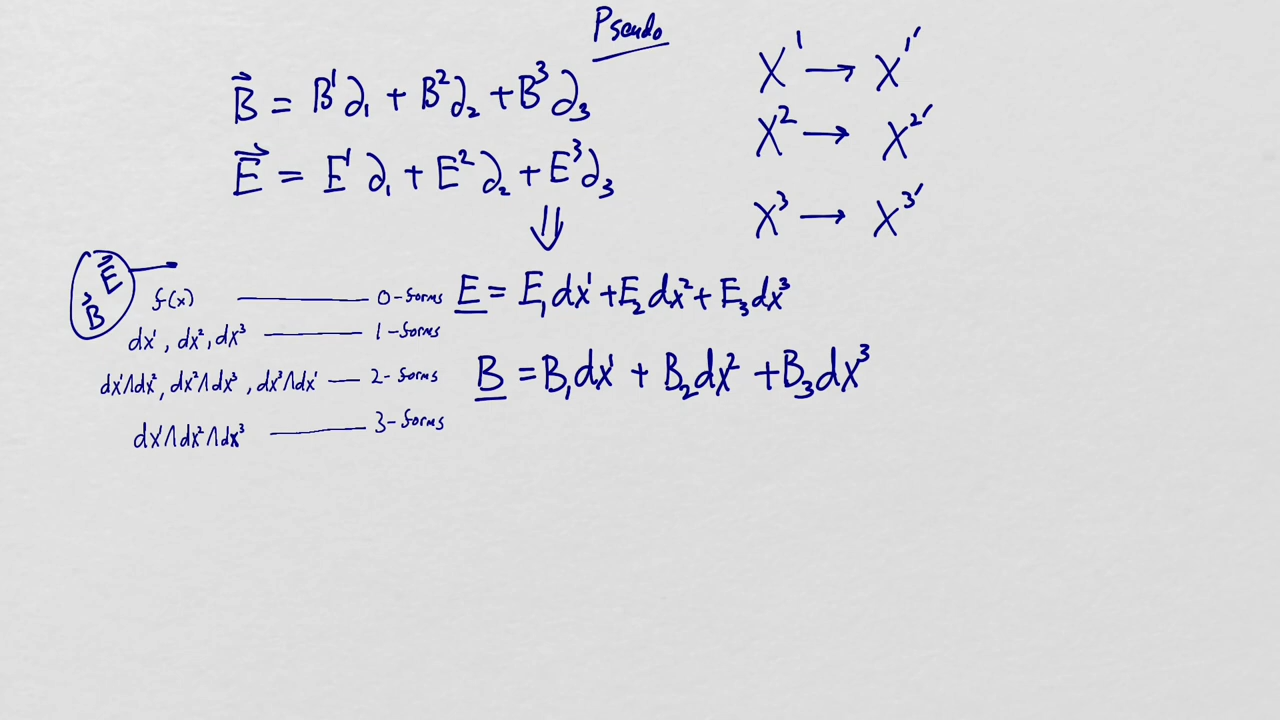 Pseudo
B⃗ = B¹∂₁ + B²∂₂ + B³∂₃
E⃗ = E¹∂₁ + E²∂₂ + E³∂₃
⇓
X¹ → X¹′
X² → X²′
X³ → X³′
E⃗ →
B⃗
f(x) — 0-forms
dx¹, dx², dx³ — 1-forms
dx¹∧dx², dx²∧dx³, dx³∧dx¹ — 2-forms
dx¹∧dx²∧dx³ — 3-forms
E = E₁dx¹ + E₂dx² + E₃dx³
B = B₁dx¹ + B₂dx² + B₃dx³